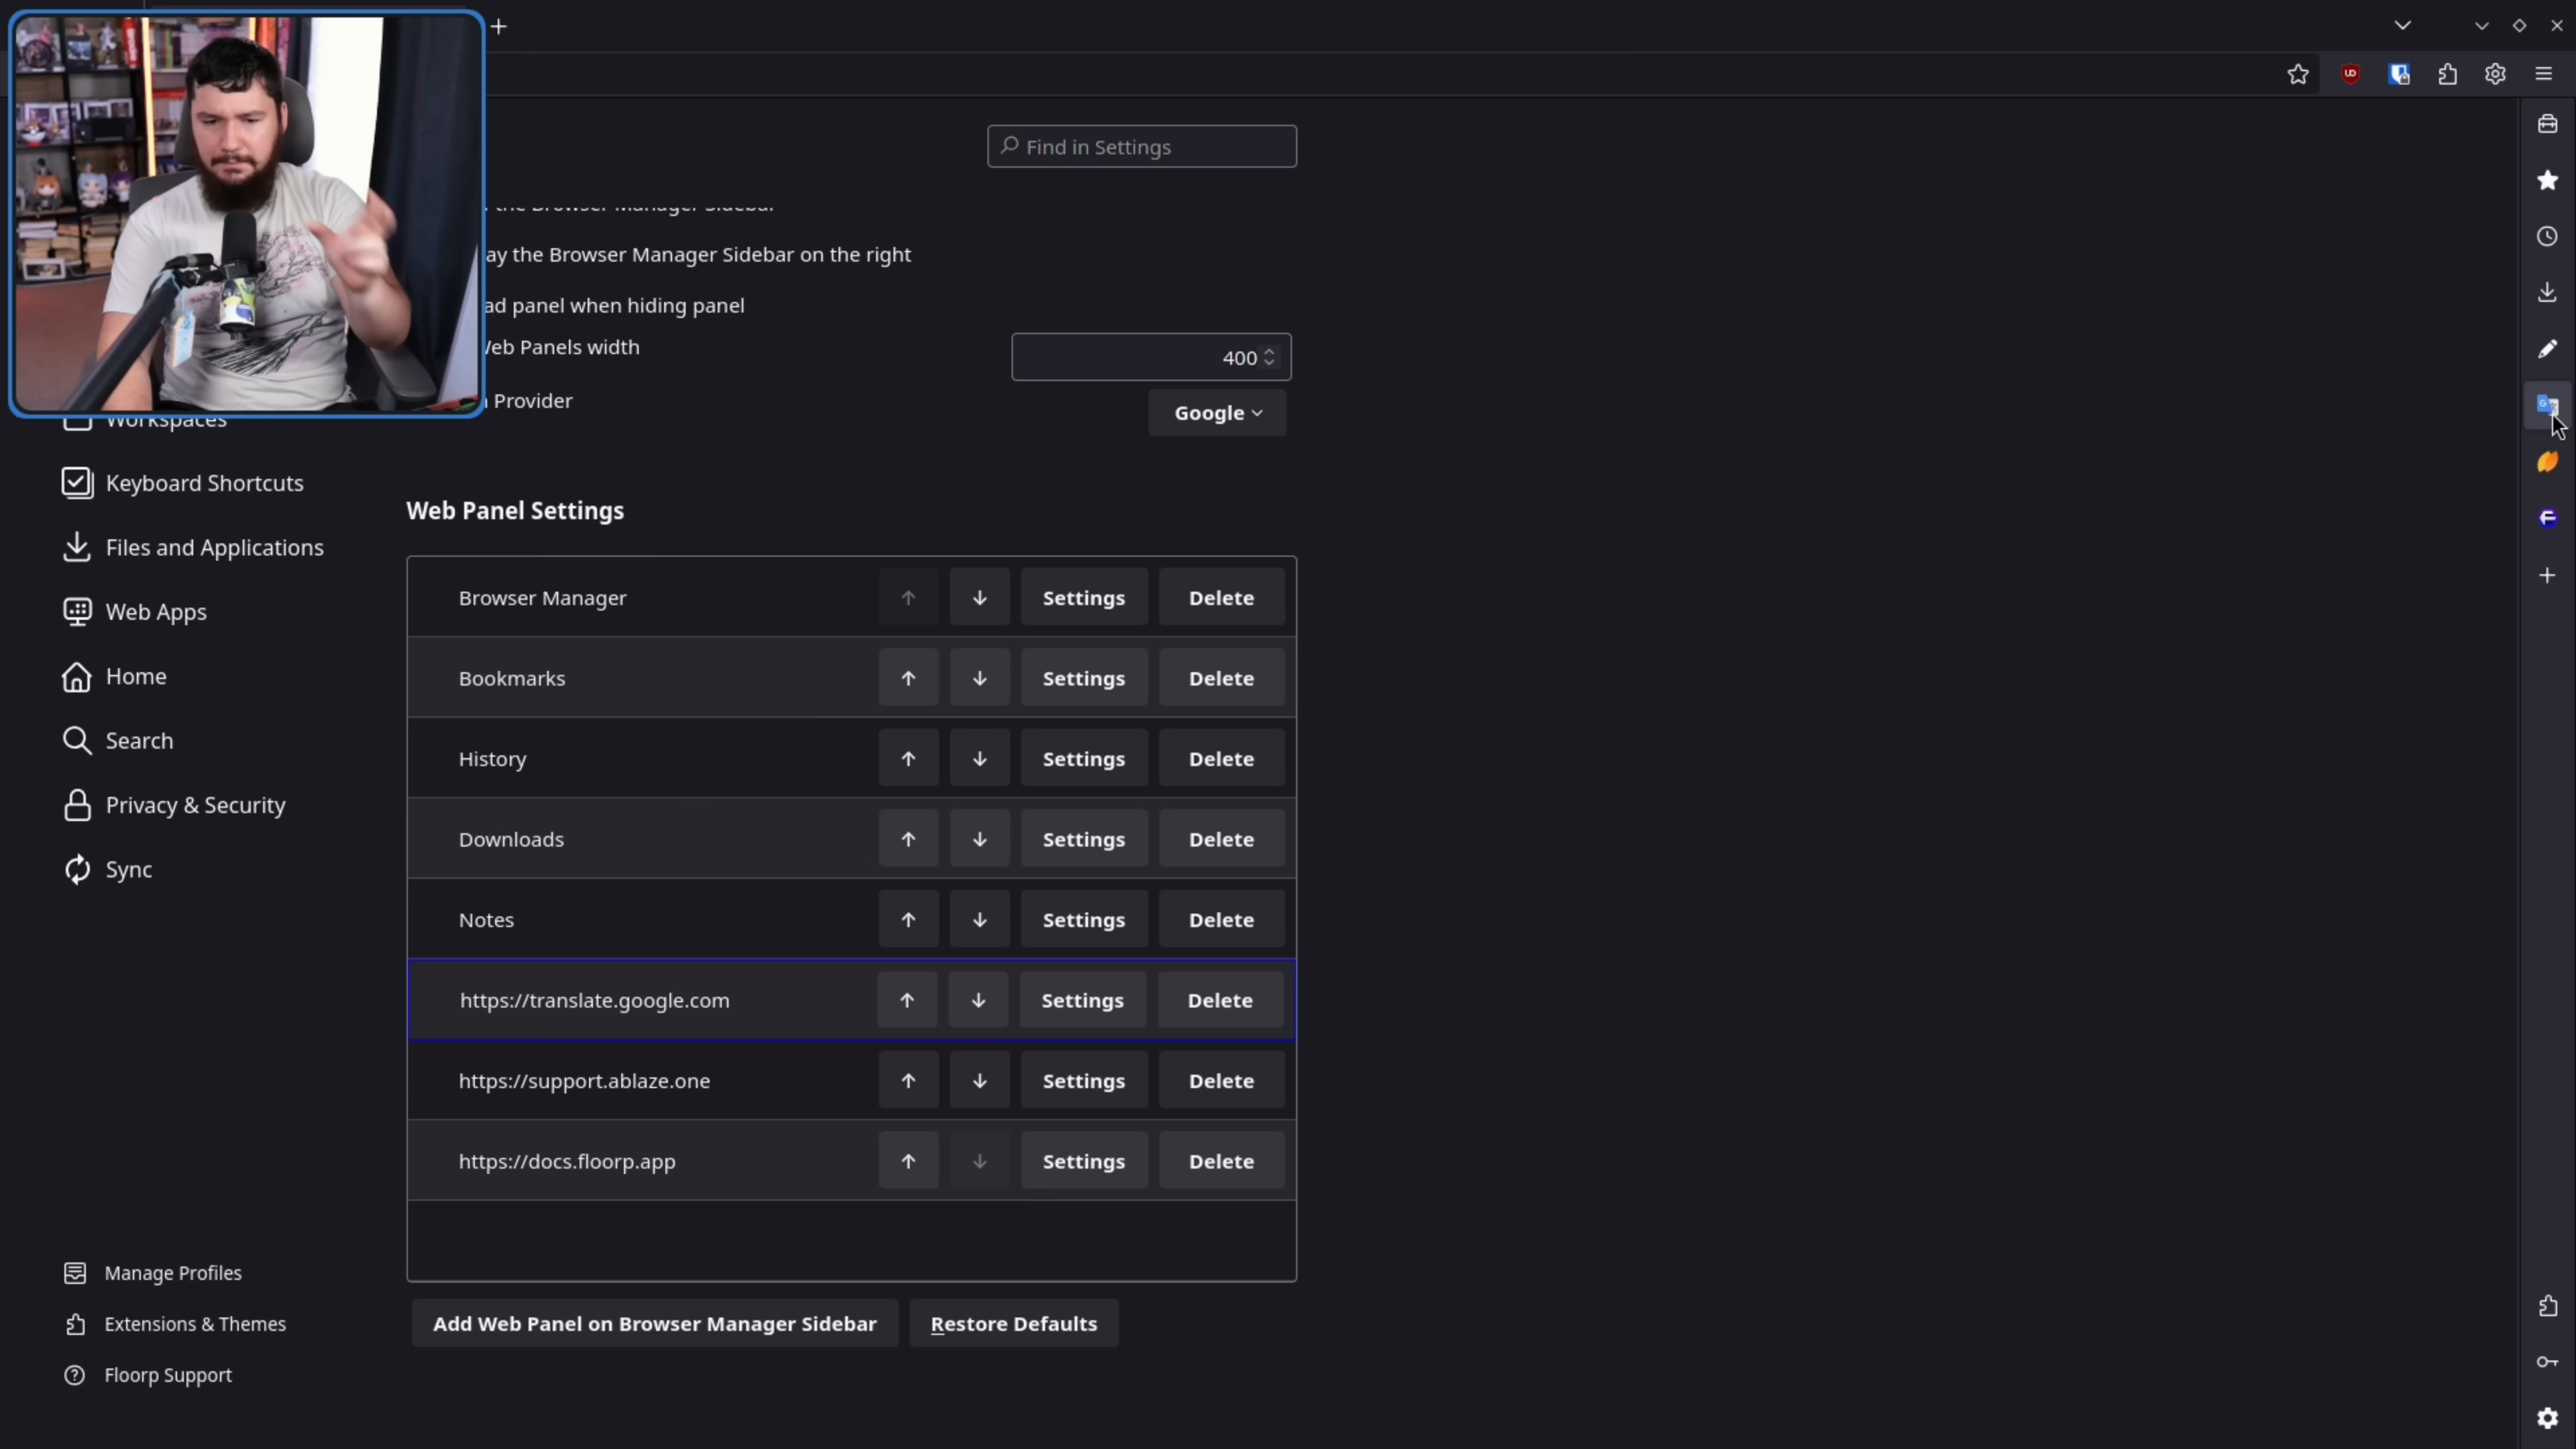 Find in Settings
ay the Browser Manager Sidebar on the right
ad panel when hiding panel
Web Panels width
400
Provider
Google
Workspaces
Keyboard Shortcuts
Files and Applications
Web Apps
Home
Search
Privacy & Security
Sync
Manage Profiles
Extensions & Themes
Floorp Support
Web Panel Settings
Browser Manager Settings Delete
Bookmarks Settings Delete
History Settings Delete
Downloads Settings Delete
Notes Settings Delete
https://translate.google.com Settings Delete
https://support.ablaze.one Settings Delete
https://docs.floorp.app Settings Delete
Add Web Panel on Browser Manager Sidebar Restore Defaults